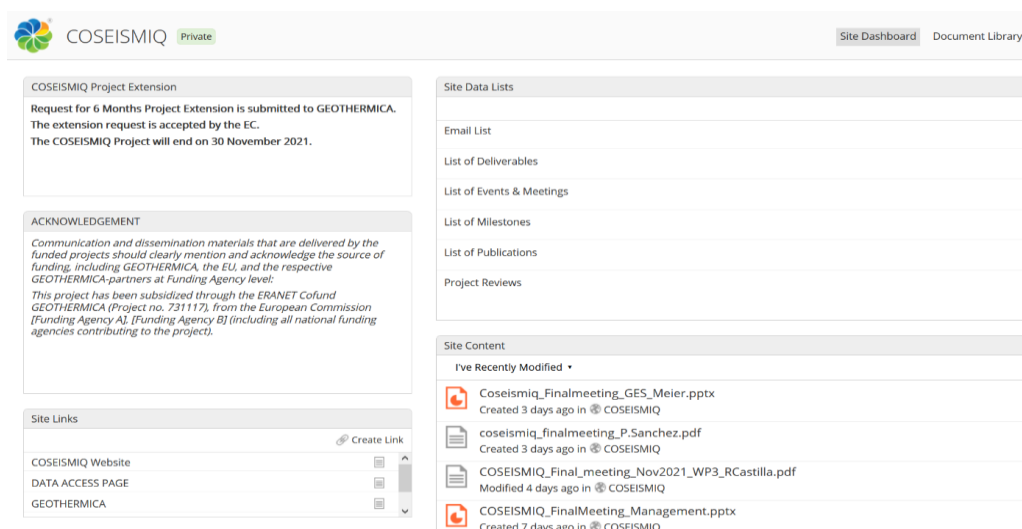 COSEISMIQ Private
Site Dashboard Document Library
COSEISMIQ Project Extension
Request for 6 Months Project Extension is submitted to GEOTHERMICA.
The extension request is accepted by the EC.
The COSEISMIQ Project will end on 30 November 2021.
ACKNOWLEDGEMENT
Communication and dissemination materials that are delivered by the
funded projects should clearly mention and acknowledge the source of
funding, including GEOTHERMICA, the EU, and the respective
GEOTHERMICA-partners at Funding Agency level:
This project has been subsidized through the ERANET Cofund
GEOTHERMICA (Project no. 731117), from the European Commission
[Funding Agency A], [Funding Agency B] (including all national funding
agencies contributing to the project).
Site Links
Create Link
COSEISMIQ Website
DATA ACCESS PAGE
GEOTHERMICA
Site Data Lists
Email List
List of Deliverables
List of Events & Meetings
List of Milestones
List of Publications
Project Reviews
Site Content
I've Recently Modified
Coseismiq_Finalmeeting_GES_Meier.pptx
Created 3 days ago in COSEISMIQ
coseismiq_finalmeeting_P.Sanchez.pdf
Created 3 days ago in COSEISMIQ
COSEISMIQ_Final_meeting_Nov2021_WP3_RCastilla.pdf
Modified 4 days ago in COSEISMIQ
COSEISMIQ_FinalMeeting_Management.pptx
Created 7 days ago in COSEISMIQ